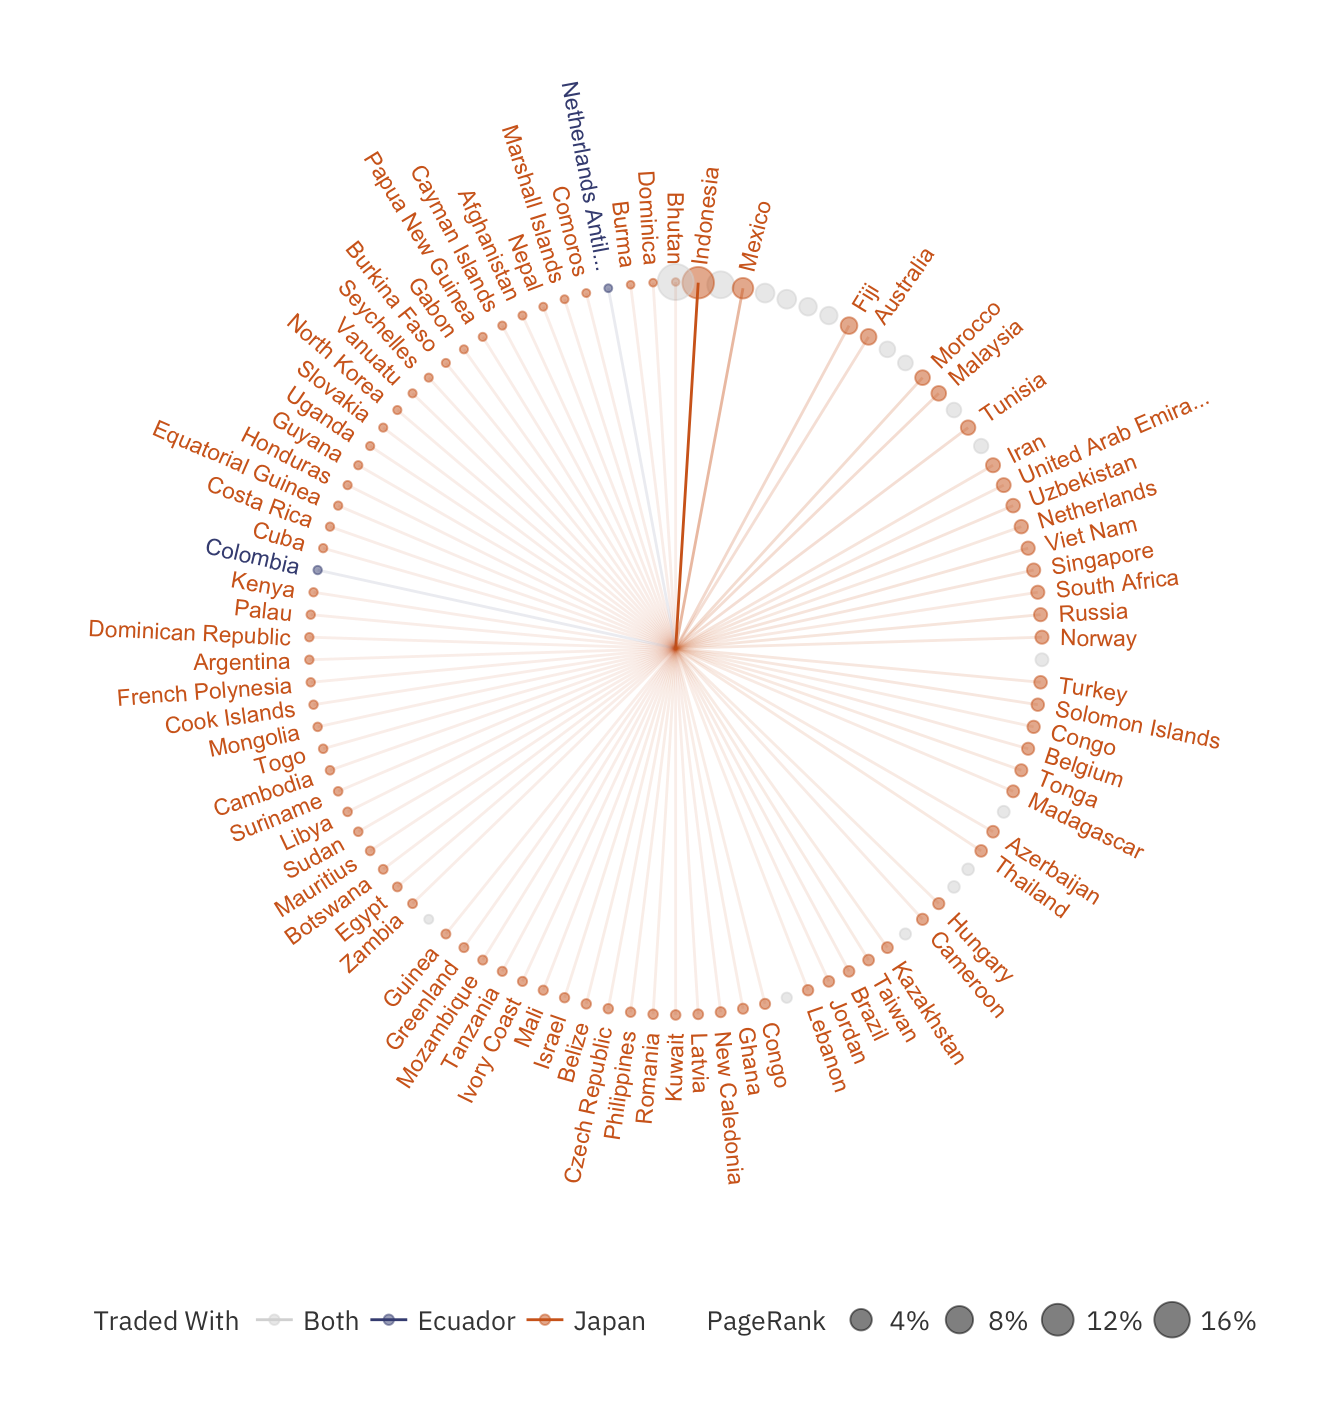 Bhutan
Indonesia
Mexico
Fiji
Australia
Morocco
Malaysia
Tunisia
Iran
United Arab Emira...
Uzbekistan
Netherlands
Viet Nam
Singapore
South Africa
Russia
Norway
Turkey
Solomon Islands
Congo
Belgium
Tonga
Madagascar
Azerbaijan
Thailand
Hungary
Cameroon
Kazakhstan
Taiwan
Brazil
Jordan
Lebanon
Congo
Ghana
New Caledonia
Latvia
Kuwait
Romania
Philippines
Czech Republic
Belize
Israel
Mali
Ivory Coast
Tanzania
Mozambique
Greenland
Guinea
Zambia
Egypt
Botswana
Mauritius
Sudan
Libya
Suriname
Cambodia
Togo
Mongolia
Cook Islands
French Polynesia
Argentina
Dominican Republic
Palau
Kenya
Colombia
Cuba
Costa Rica
Equatorial Guinea
Honduras
Guyana
Uganda
Slovakia
North Korea
Vanuatu
Seychelles
Burkina Faso
Gabon
Papua New Guinea
Cayman Islands
Afghanistan
Nepal
Marshall Islands
Comoros
Netherlands Antil...
Burma
Dominica
Traded With Both Ecuador Japan PageRank 4% 8% 12% 16%